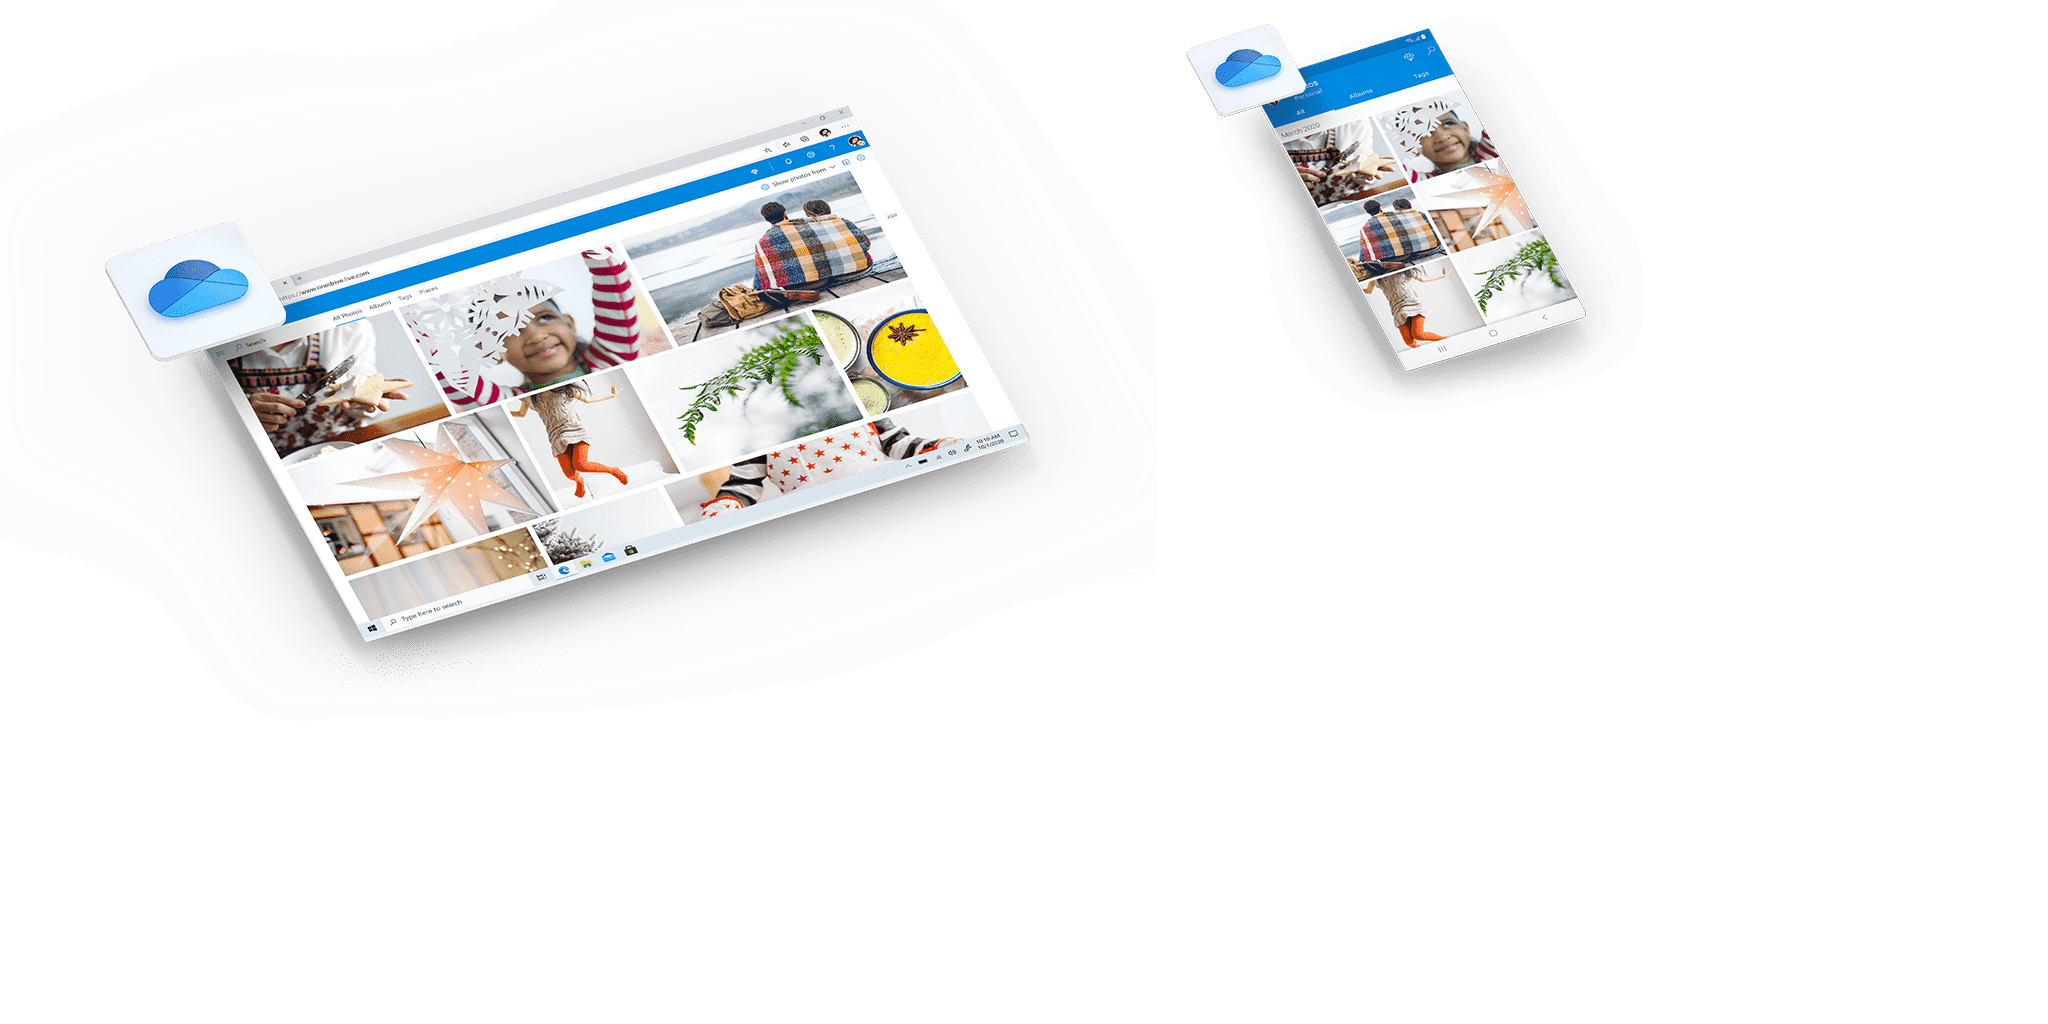 https://www.onedrive.live.com
Show photos from
Search
All Photos Albums Tags Places
10:10 AM
10/1/2020
Type here to search
Personal
All Albums Tags
March 2020